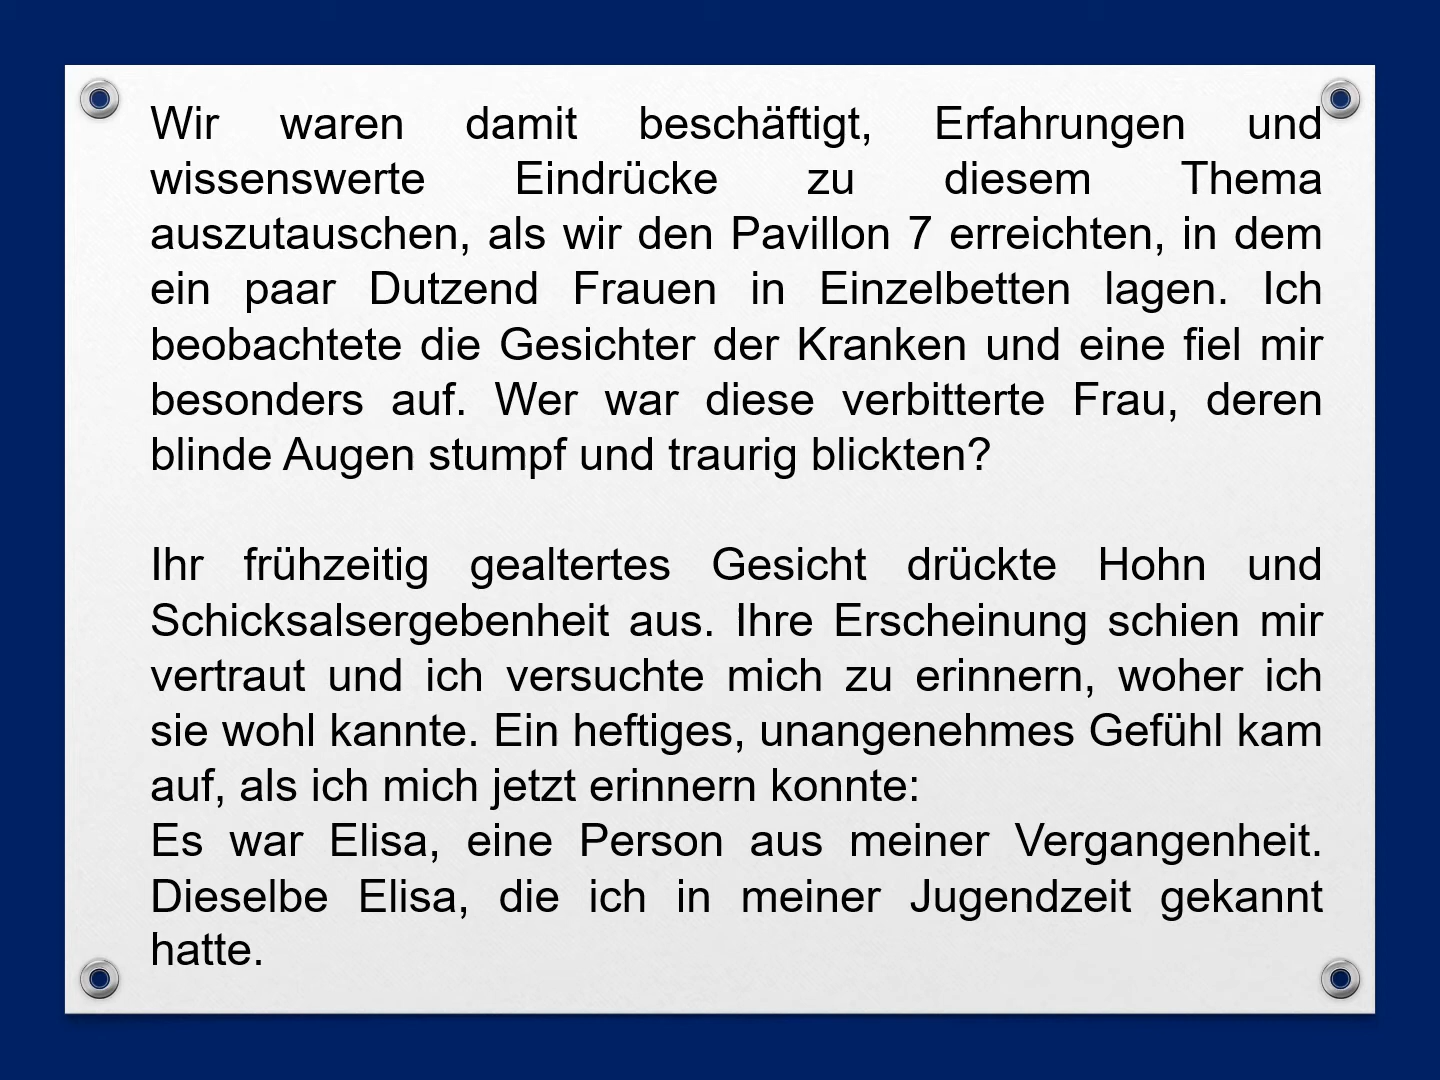 Wir waren damit beschäftigt, Erfahrungen und
wissenswerte Eindrücke zu diesem Thema
auszutauschen, als wir den Pavillon 7 erreichten, in dem
ein paar Dutzend Frauen in Einzelbetten lagen. Ich
beobachtete die Gesichter der Kranken und eine fiel mir
besonders auf. Wer war diese verbitterte Frau, deren
blinde Augen stumpf und traurig blickten?
Ihr frühzeitig gealtertes Gesicht drückte Hohn und
Schicksalsergebenheit aus. Ihre Erscheinung schien mir
vertraut und ich versuchte mich zu erinnern, woher ich
sie wohl kannte. Ein heftiges, unangenehmes Gefühl kam
auf, als ich mich jetzt erinnern konnte:
Es war Elisa, eine Person aus meiner Vergangenheit.
Dieselbe Elisa, die ich in meiner Jugendzeit gekannt
hatte.